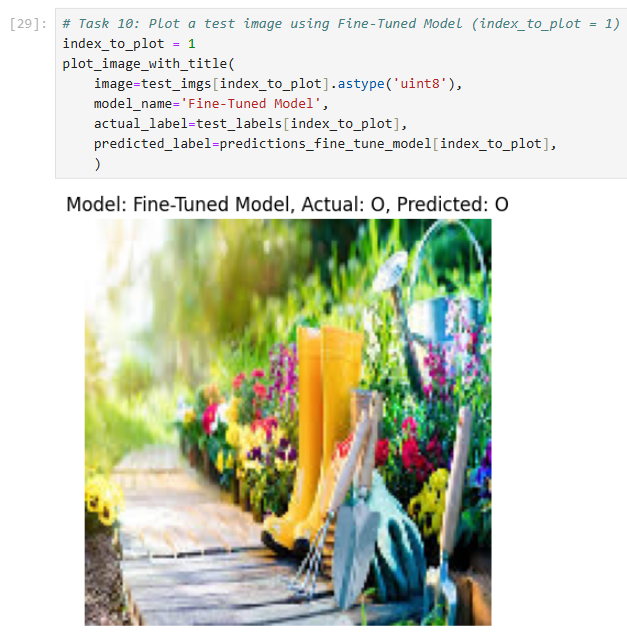 [29]: # Task 10: Plot a test image using Fine-Tuned Model (index_to_plot = 1)
index_to_plot = 1
plot_image_with_title(
    image=test_imgs[index_to_plot].astype('uint8'),
    model_name='Fine-Tuned Model',
    actual_label=test_labels[index_to_plot],
    predicted_label=predictions_fine_tune_model[index_to_plot],
    )
Model: Fine-Tuned Model, Actual: O, Predicted: O